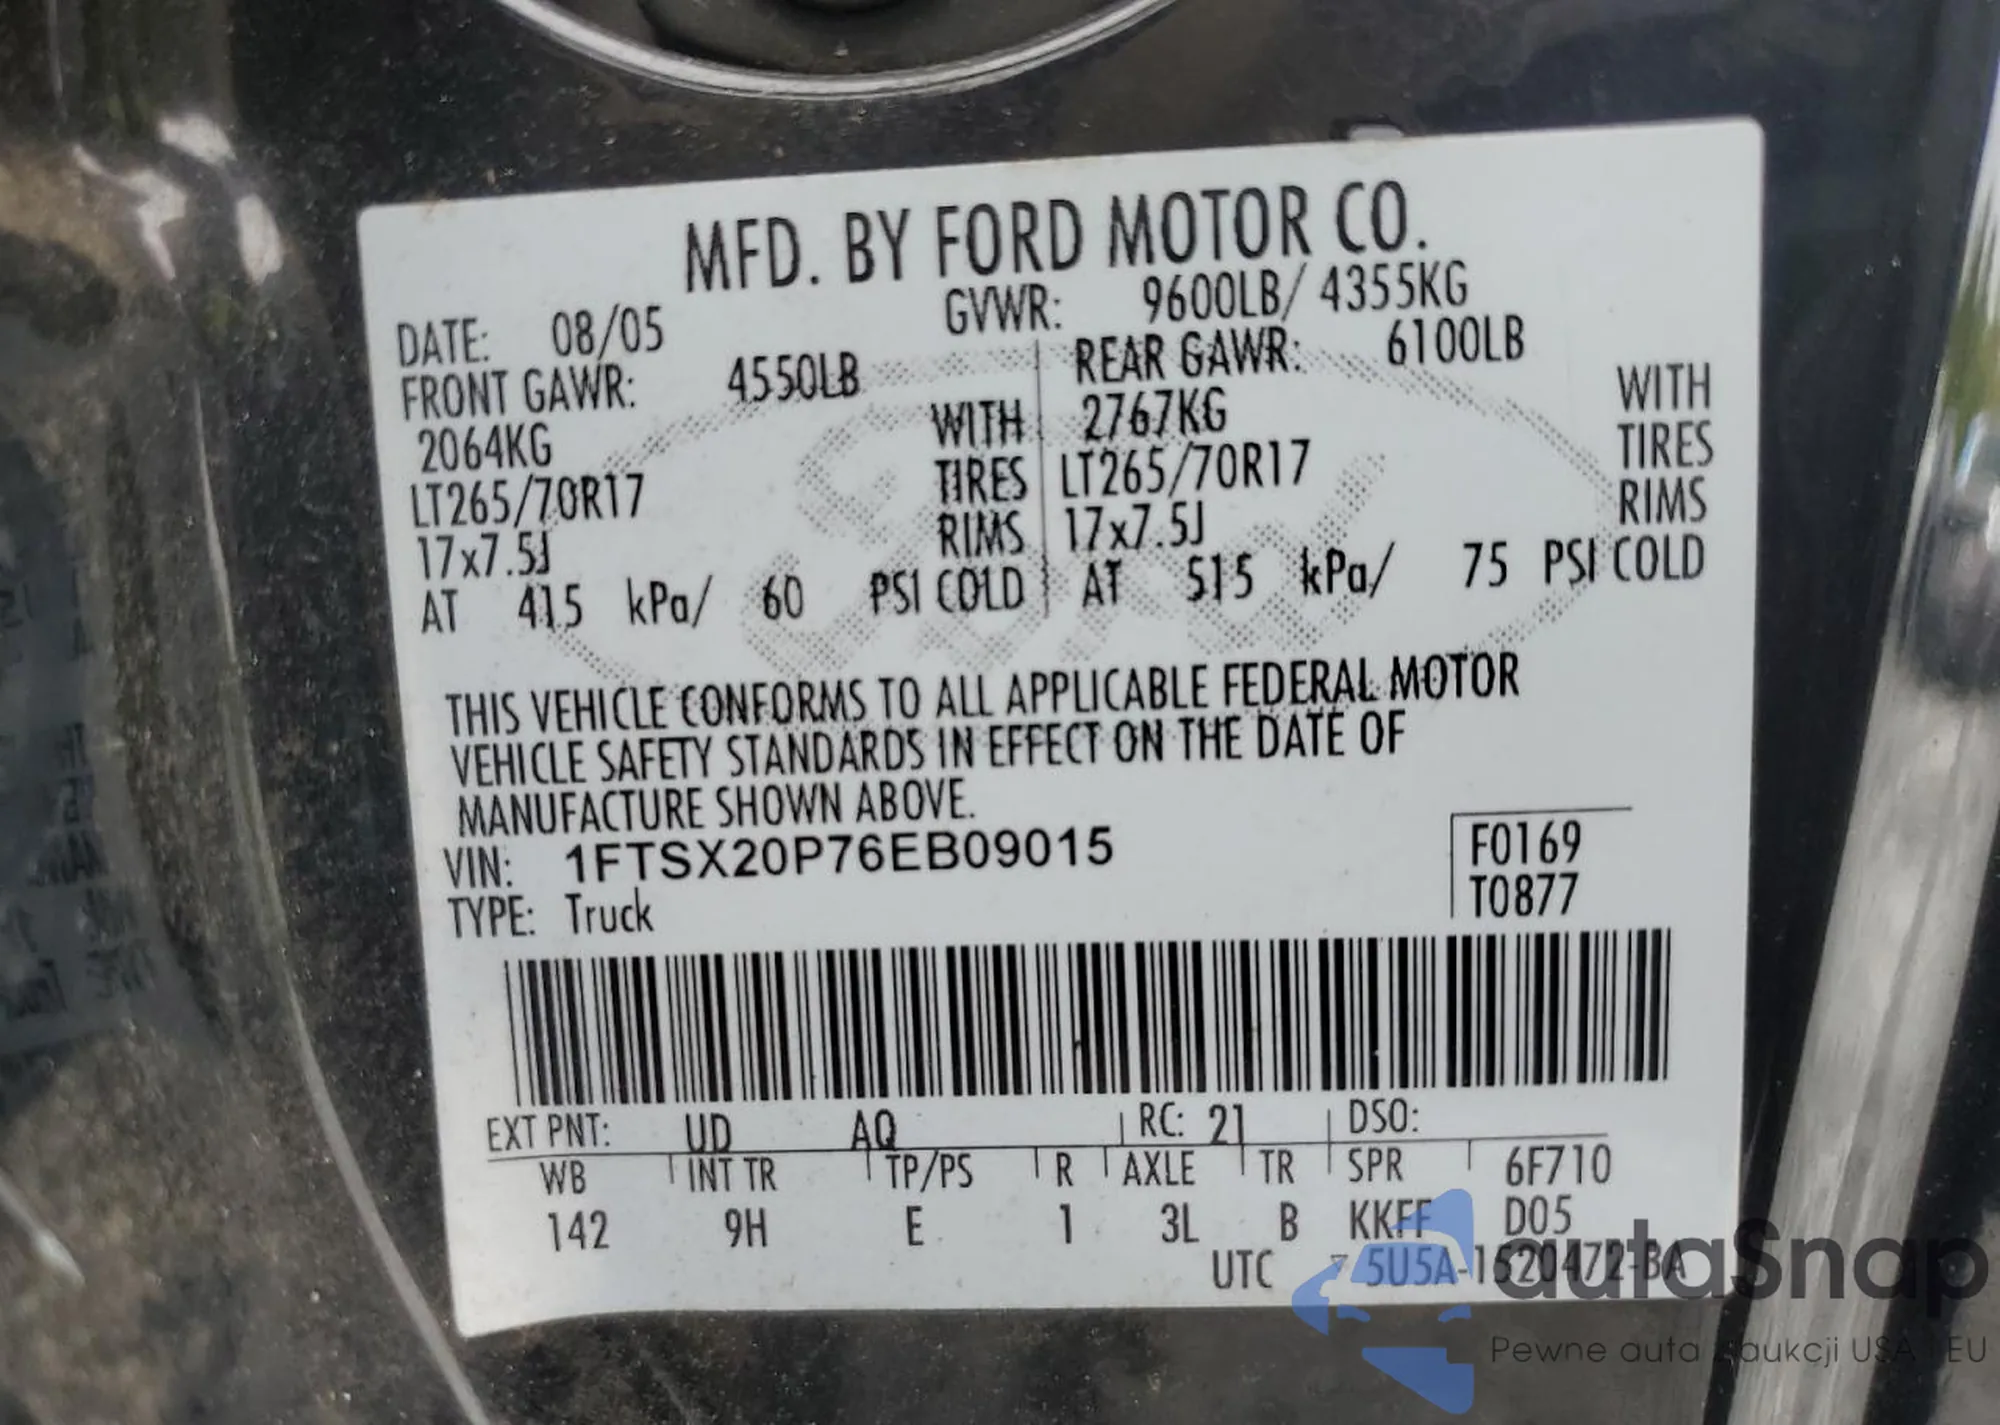 MFD. BY FORD MOTOR CO.
DATE: 08/05 GVWR: 9600LB/ 4355KG
FRONT GAWR: 4550LB REAR GAWR: 6100LB
2064KG WITH 2767KG WITH
LT265/70R17 TIRES LT265/70R17 TIRES
17x7.5J RIMS 17x7.5J RIMS
AT 415 kPa/ 60 PSI COLD AT 515 kPa/ 75 PSI COLD
THIS VEHICLE CONFORMS TO ALL APPLICABLE FEDERAL MOTOR
VEHICLE SAFETY STANDARDS IN EFFECT ON THE DATE OF
MANUFACTURE SHOWN ABOVE.
VIN: 1FTSX20P76EB09015 F0169
TYPE: Truck T0877
EXT PNT: UD AQ RC: 21 DSO:
WB INT TR TP/PS R AXLE TR SPR 6F710
142 9H E 1 3L B KKFF D05
UTC 5U5A-1520472-BA
autaSnap
Pewne auta aukcji USA EU